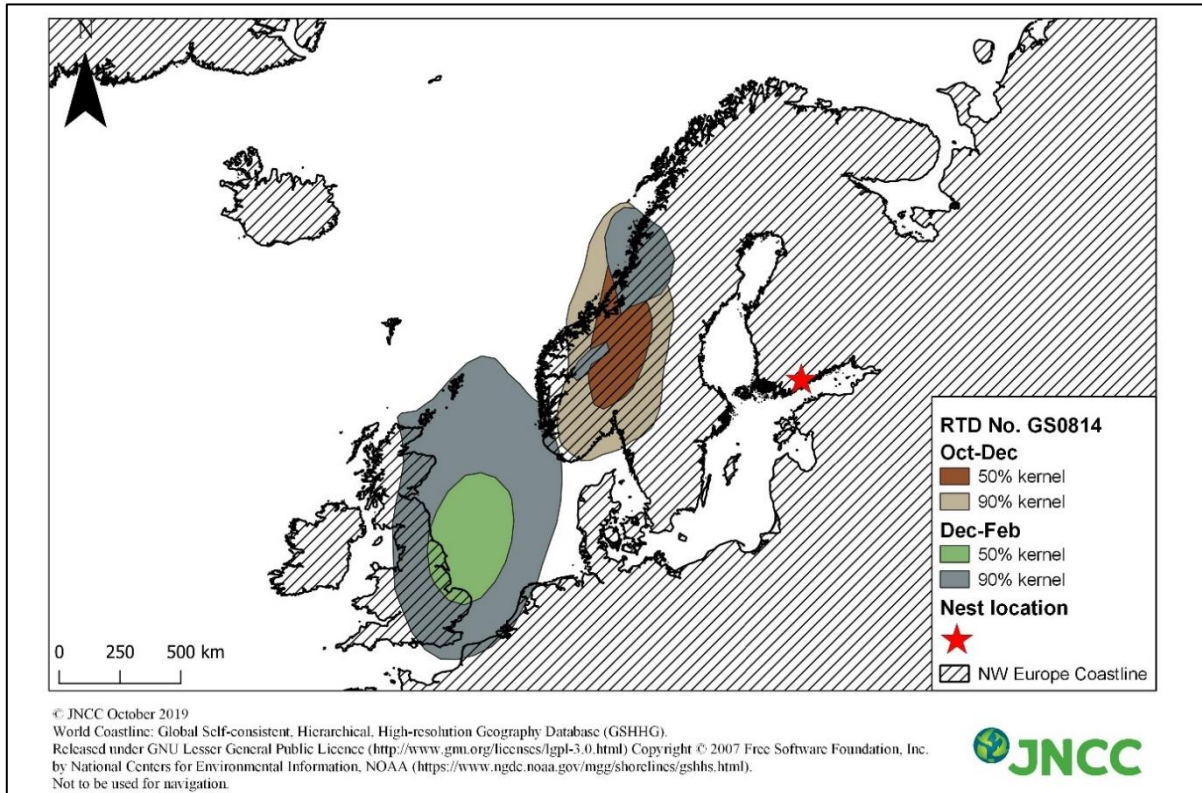 N
RTD No. GS0814
Oct-Dec
50% kernel
90% kernel
Dec-Feb
50% kernel
90% kernel
Nest location
NW Europe Coastline
0 250 500 km
© JNCC October 2019
World Coastline: Global Self-consistent, Hierarchical, High-resolution Geography Database (GSHHG).
Released under GNU Lesser General Public Licence (http://www.gnu.org/licenses/lgpl-3.0.html) Copyright © 2007 Free Software Foundation, Inc.
by National Centers for Environmental Information, NOAA (https://www.ngdc.noaa.gov/mgg/shorelines/gshhs.html).
Not to be used for navigation.
JNCC